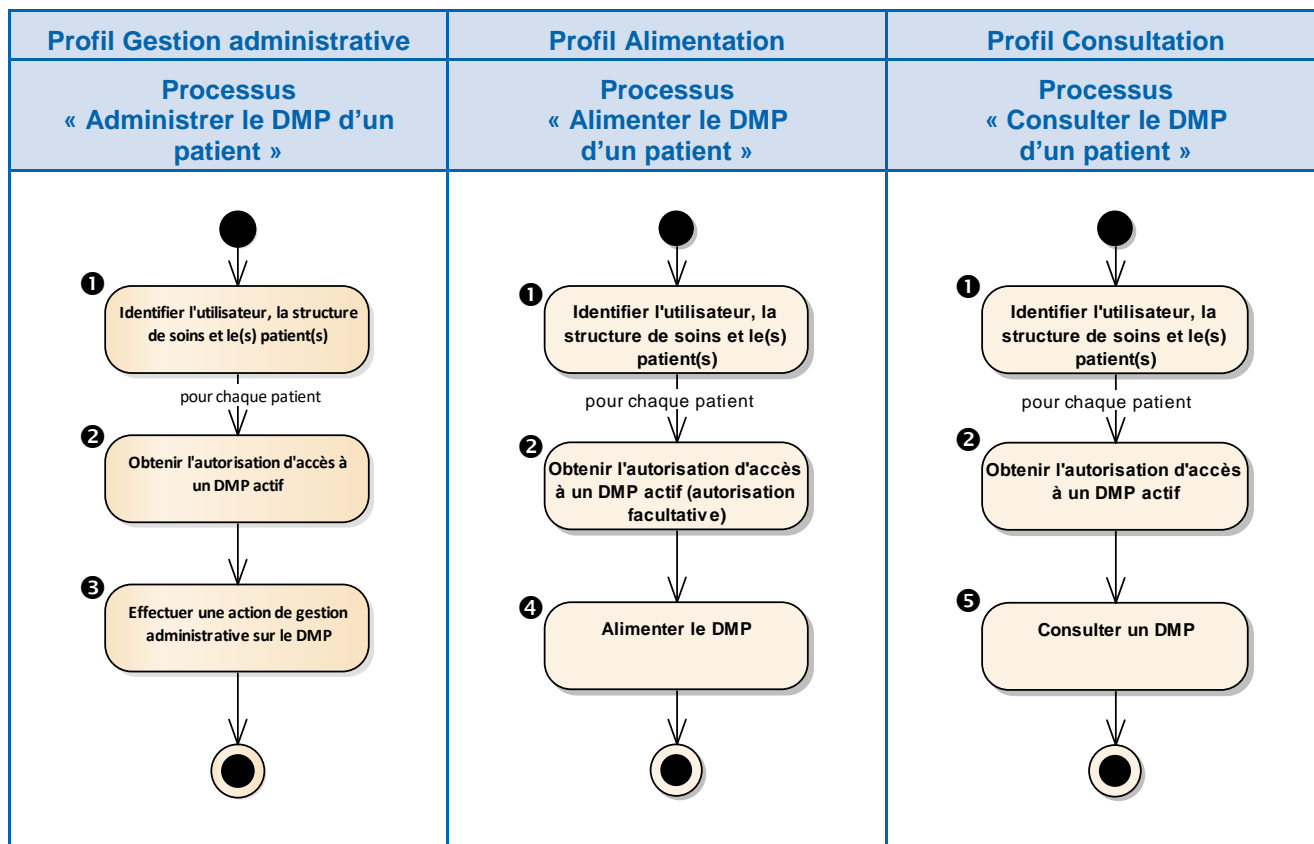 Profil Gestion administrative
Processus
« Administrer le DMP d'un
patient »
❶
Identifier l'utilisateur, la structure
de soins et le(s) patient(s)
pour chaque patient
❷
Obtenir l'autorisation d'accès à
un DMP actif
❸
Effectuer une action de gestion
administrative sur le DMP
Profil Alimentation
Processus
« Alimenter le DMP
d'un patient »
❶
Identifier l'utilisateur, la
structure de soins et le(s)
patient(s)
pour chaque patient
❷
Obtenir l'autorisation d'accès
à un DMP actif (autorisation
facultative)
❹
Alimenter le DMP
Profil Consultation
Processus
« Consulter le DMP
d'un patient »
❶
Identifier l'utilisateur, la
structure de soins et le(s)
patient(s)
pour chaque patient
❷
Obtenir l'autorisation d'accès
à un DMP actif
❺
Consulter un DMP